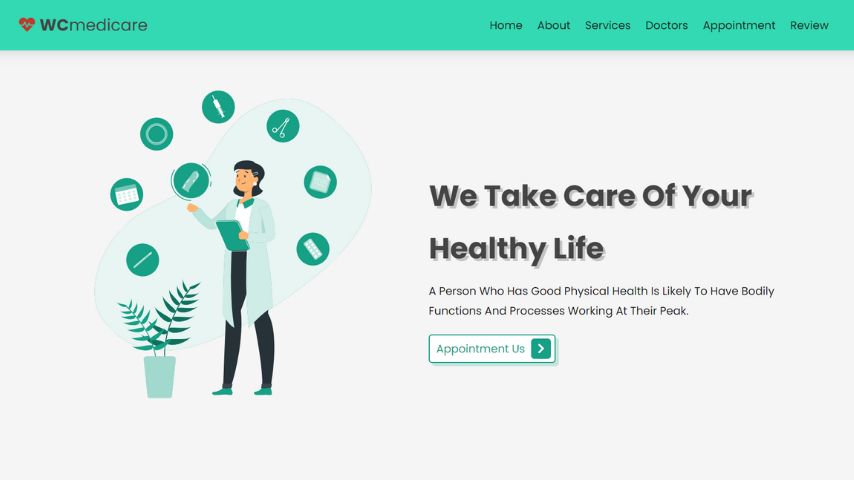 WCmedicare
Home About Services Doctors Appointment Review
We Take Care Of Your
Healthy Life
A Person Who Has Good Physical Health Is Likely To Have Bodily
Functions And Processes Working At Their Peak.
Appointment Us